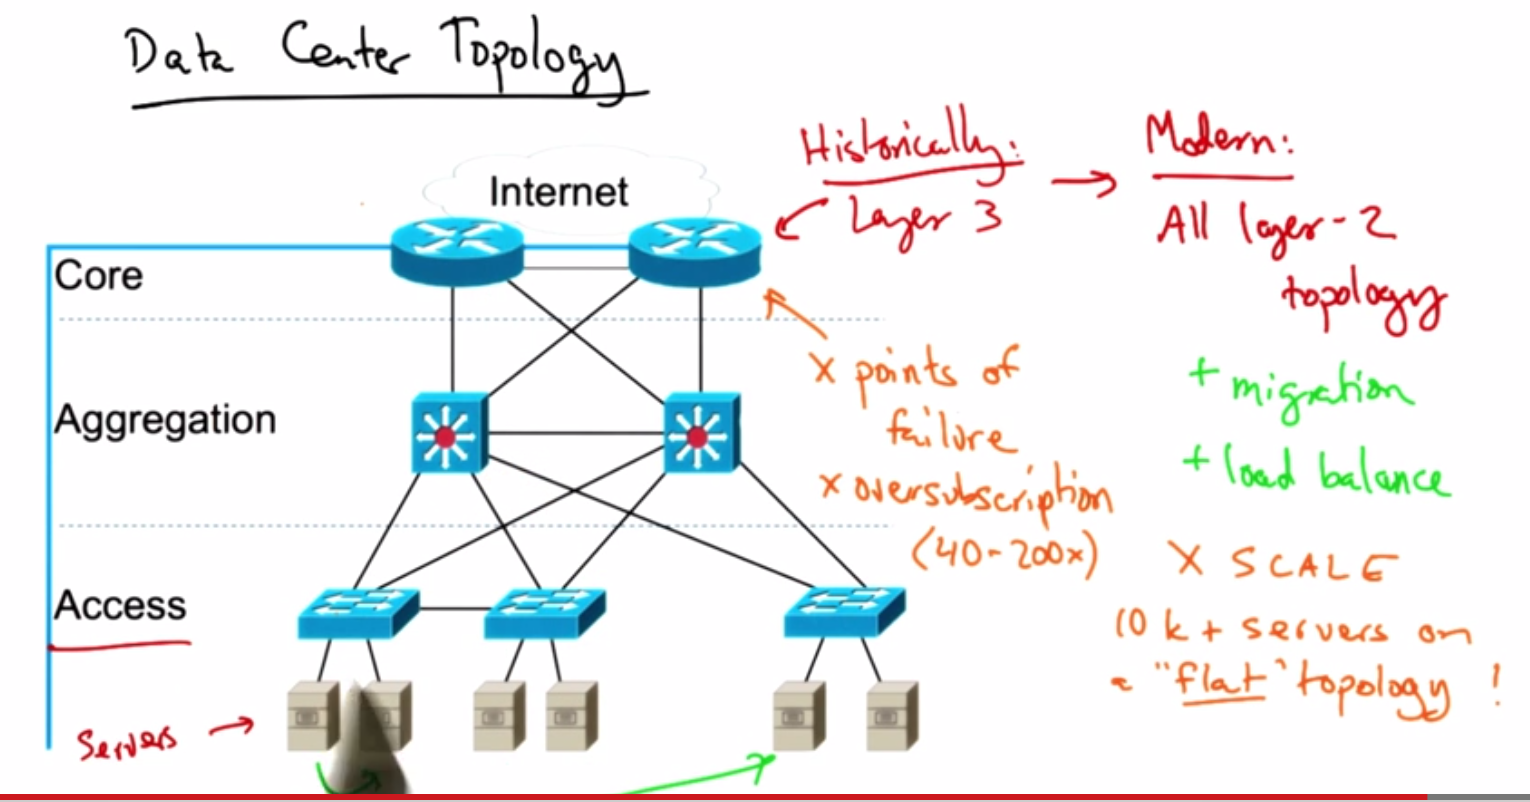 Data Center Topology
Internet
Core
Aggregation
Access
Servers
Historically:
Layer 3
Modern:
All layer-2
topology
x points of
failure
x oversubscription
(40-200x)
+ migration
+ load balance
X SCALE
10k+ servers on
a "flat" topology!